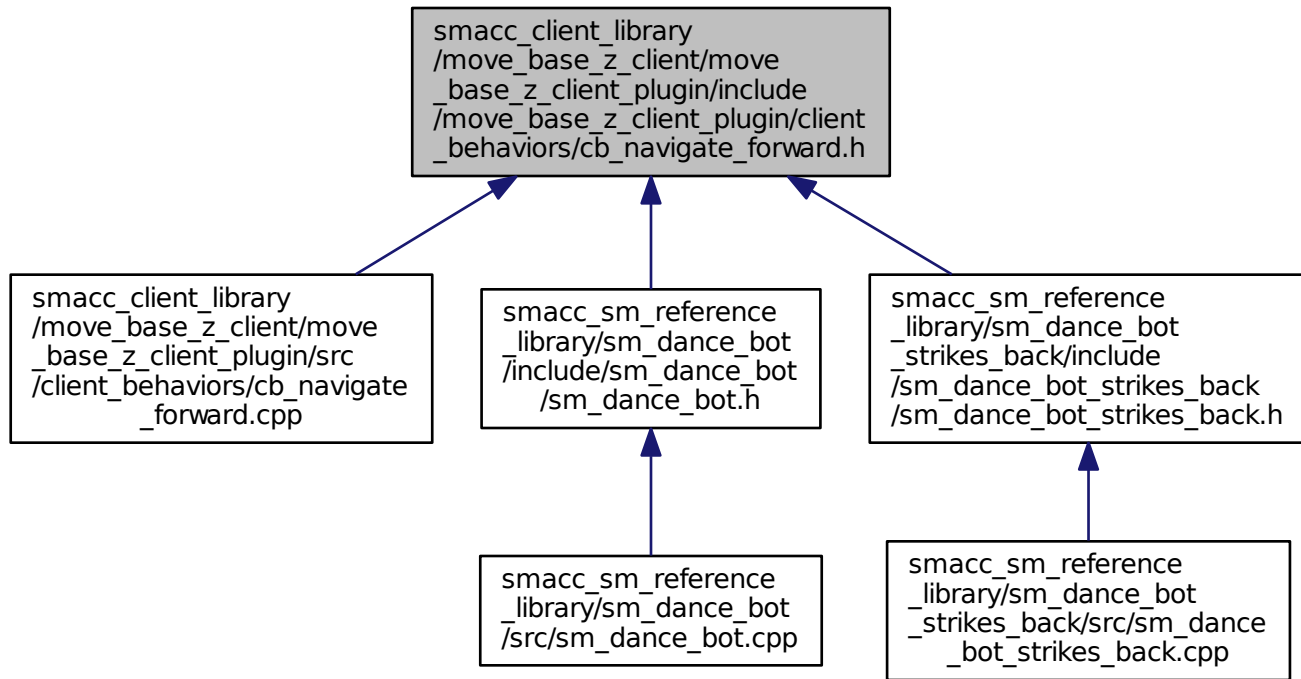 smacc_client_library
/move_base_z_client/move
_base_z_client_plugin/include
/move_base_z_client_plugin/client
_behaviors/cb_navigate_forward.h
smacc_client_library
/move_base_z_client/move
_base_z_client_plugin/src
/client_behaviors/cb_navigate
_forward.cpp
smacc_sm_reference
_library/sm_dance_bot
/include/sm_dance_bot
/sm_dance_bot.h
smacc_sm_reference
_library/sm_dance_bot
_strikes_back/include
/sm_dance_bot_strikes_back
/sm_dance_bot_strikes_back.h
smacc_sm_reference
_library/sm_dance_bot
/src/sm_dance_bot.cpp
smacc_sm_reference
_library/sm_dance_bot
_strikes_back/src/sm_dance
_bot_strikes_back.cpp